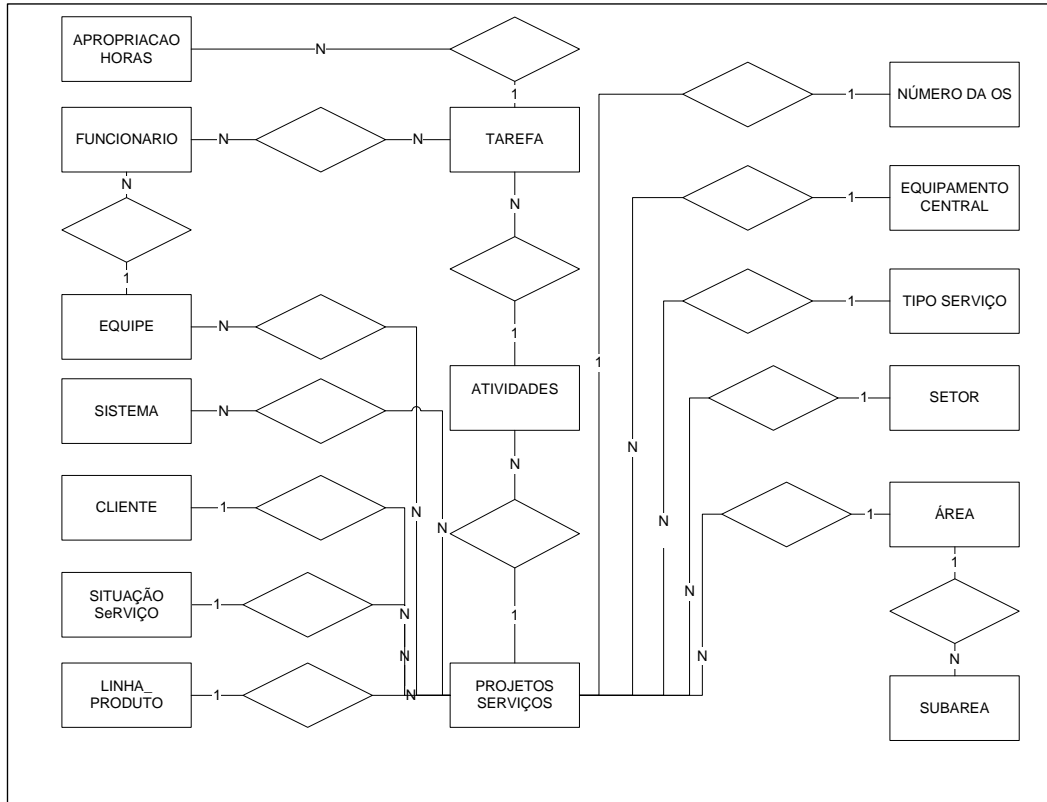 APROPRIACAO
HORAS
N
1
NÚMERO DA OS
1
FUNCIONARIO
N
N
TAREFA
N
N
EQUIPAMENTO
CENTRAL
1
1
EQUIPE
N
1
TIPO SERVIÇO
1
1
SISTEMA
N
ATIVIDADES
SETOR
1
N
CLIENTE
1
N
N
N
ÁREA
1
N
1
SITUAÇÃO
SeRVIÇO
1
N
N
1
N
N
N
N
LINHA_
PRODUTO
1
N
PROJETOS
SERVIÇOS
SUBAREA